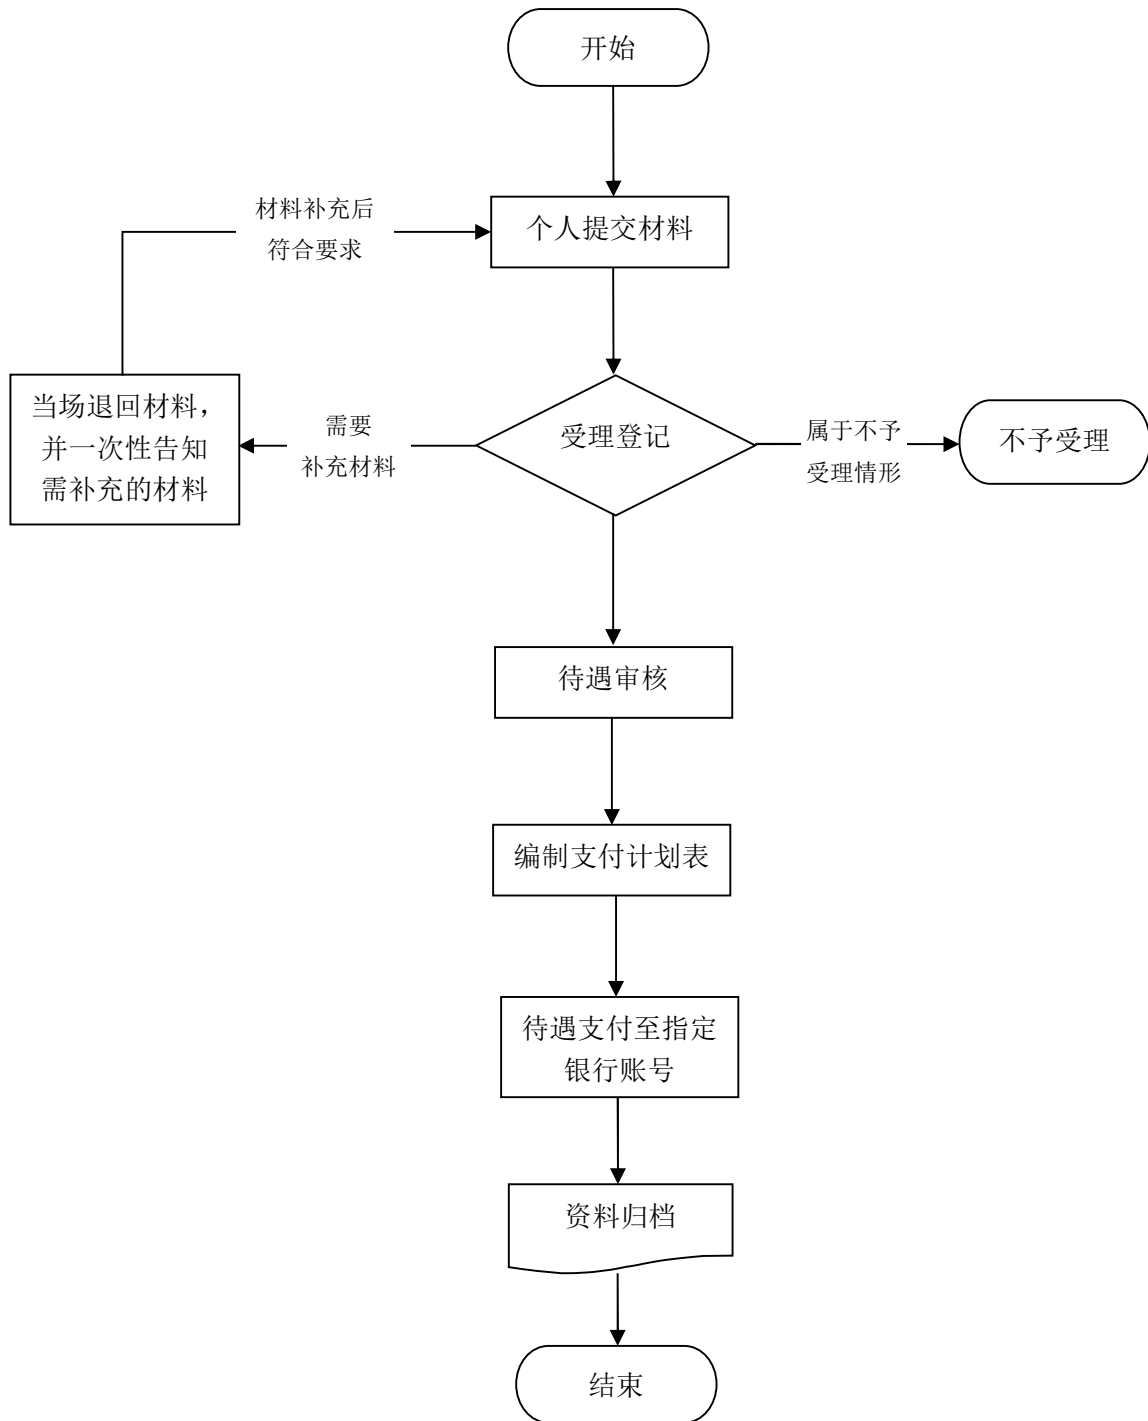 开始
材料补充后
符合要求
个人提交材料
当场退回材料，
并一次性告知
需补充的材料
需要
补充材料
受理登记
属于不予
受理情形
不予受理
待遇审核
编制支付计划表
待遇支付至指定
银行账号
资料归档
结束